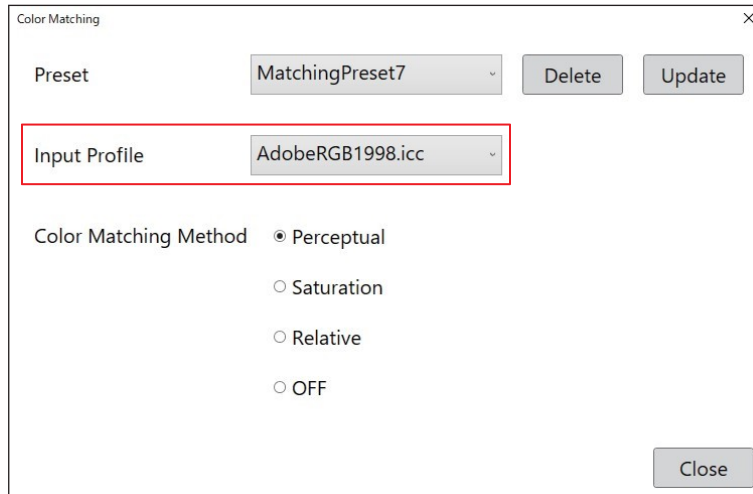 Color Matching
Preset MatchingPreset7 Delete Update
Input Profile AdobeRGB1998.icc
Color Matching Method Perceptual
Saturation
Relative
OFF
Close